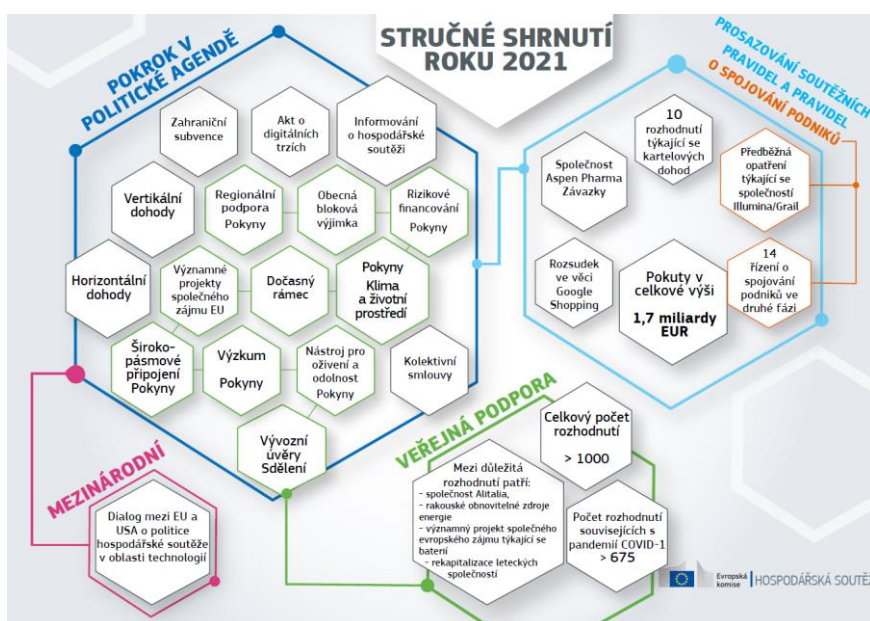 STRUČNÉ SHRNUTÍ
ROKU 2021
POKROK V
POLITICKÉ AGENDĚ
Zahraniční
subvence
Akt o
digitálních
trzích
Informování
o hospodářské
soutěži
Vertikální
dohody
Regionální
podpora
Pokyny
Obecná
bloková
výjimka
Rizikové
financování
Pokyny
Horizontální
dohody
Významné
projekty
společného
zájmu EU
Dočasný
rámec
Pokyny
Klima
a životní
prostředí
Široko-
pásmové
připojení
Pokyny
Výzkum
Pokyny
Nástroj pro
oživení a
odolnost
Pokyny
Kolektivní
smlouvy
Vývozní
úvěry
Sdělení
PROSAZOVÁNÍ SOUTĚŽNÍCH
PRAVIDEL A PRAVIDEL
O SPOJOVÁNÍ PODNIKŮ
10
rozhodnutí
týkající se
kartelových
dohod
Společnost
Aspen Pharma
Závazky
Předběžná
opatření
týkající se
společností
Illumina/Grail
Rozsudek
ve věci
Google
Shopping
Pokuty v
celkové výši
1,7 miliardy
EUR
14
řízení o
spojování
podniků ve
druhé fázi
MEZINÁRODNÍ
Dialog mezi EU a
USA o politice
hospodářské soutěže
v oblasti technologií
VEŘEJNÁ PODPORA
Celkový počet
rozhodnutí
> 1000
Mezi důležitá
rozhodnutí patří:
- společnost Alitalia,
- rakouské obnovitelné zdroje
energie
- významný projekt společného
evropského zájmu týkající se
baterií
- rekapitalizace leteckých
společností
Počet rozhodnutí
souvisejících s
pandemií COVID-1
> 675
Evropská
komise
HOSPODÁŘSKÁ SOUTĚŽ